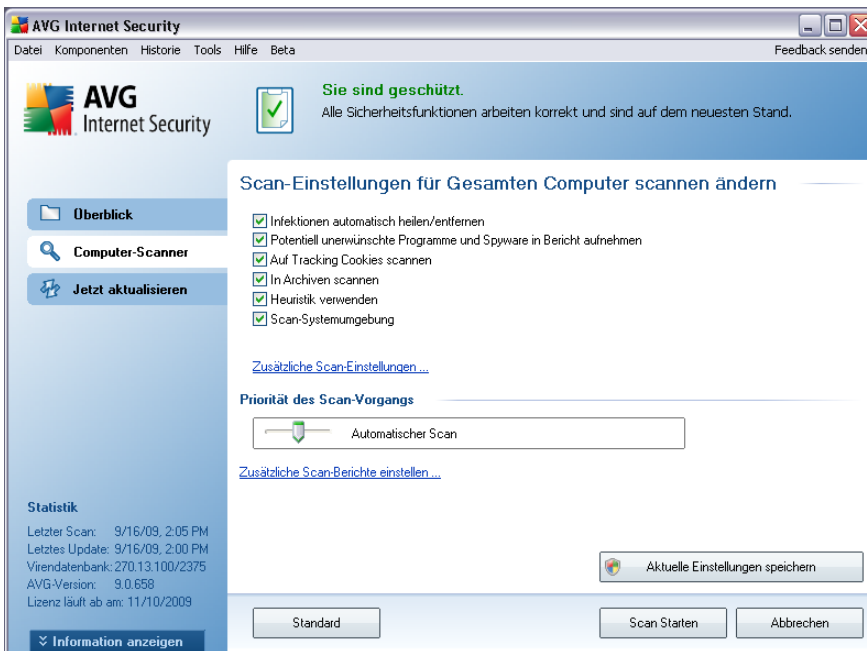 AVG Internet Security
Datei Komponenten Historie Tools Hilfe Beta Feedback senden
AVG
Internet Security
Sie sind geschützt.
Alle Sicherheitsfunktionen arbeiten korrekt und sind auf dem neuesten Stand.
Überblick
Computer-Scanner
Jetzt aktualisieren
Scan-Einstellungen für Gesamten Computer scannen ändern
Infektionen automatisch heilen/entfernen
Potentiell unerwünschte Programme und Spyware in Bericht aufnehmen
Auf Tracking Cookies scannen
In Archiven scannen
Heuristik verwenden
Scan-Systemumgebung
Zusätzliche Scan-Einstellungen ...
Priorität des Scan-Vorgangs
Automatischer Scan
Zusätzliche Scan-Berichte einstellen ...
Statistik
Letzter Scan: 9/16/09, 2:05 PM
Letztes Update: 9/16/09, 2:00 PM
Virendatenbank: 270.13.100/2375
AVG-Version: 9.0.658
Lizenz läuft ab am: 11/10/2009
Information anzeigen
Aktuelle Einstellungen speichern
Standard
Scan Starten
Abbrechen